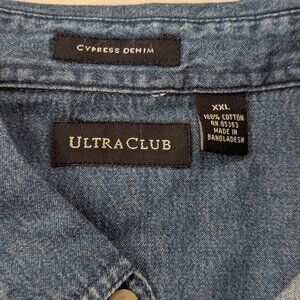 CYPRESS DENIM
ULTRACLUB
XXL
100% COTTON
RN 85363
MADE IN
BANGLADESH